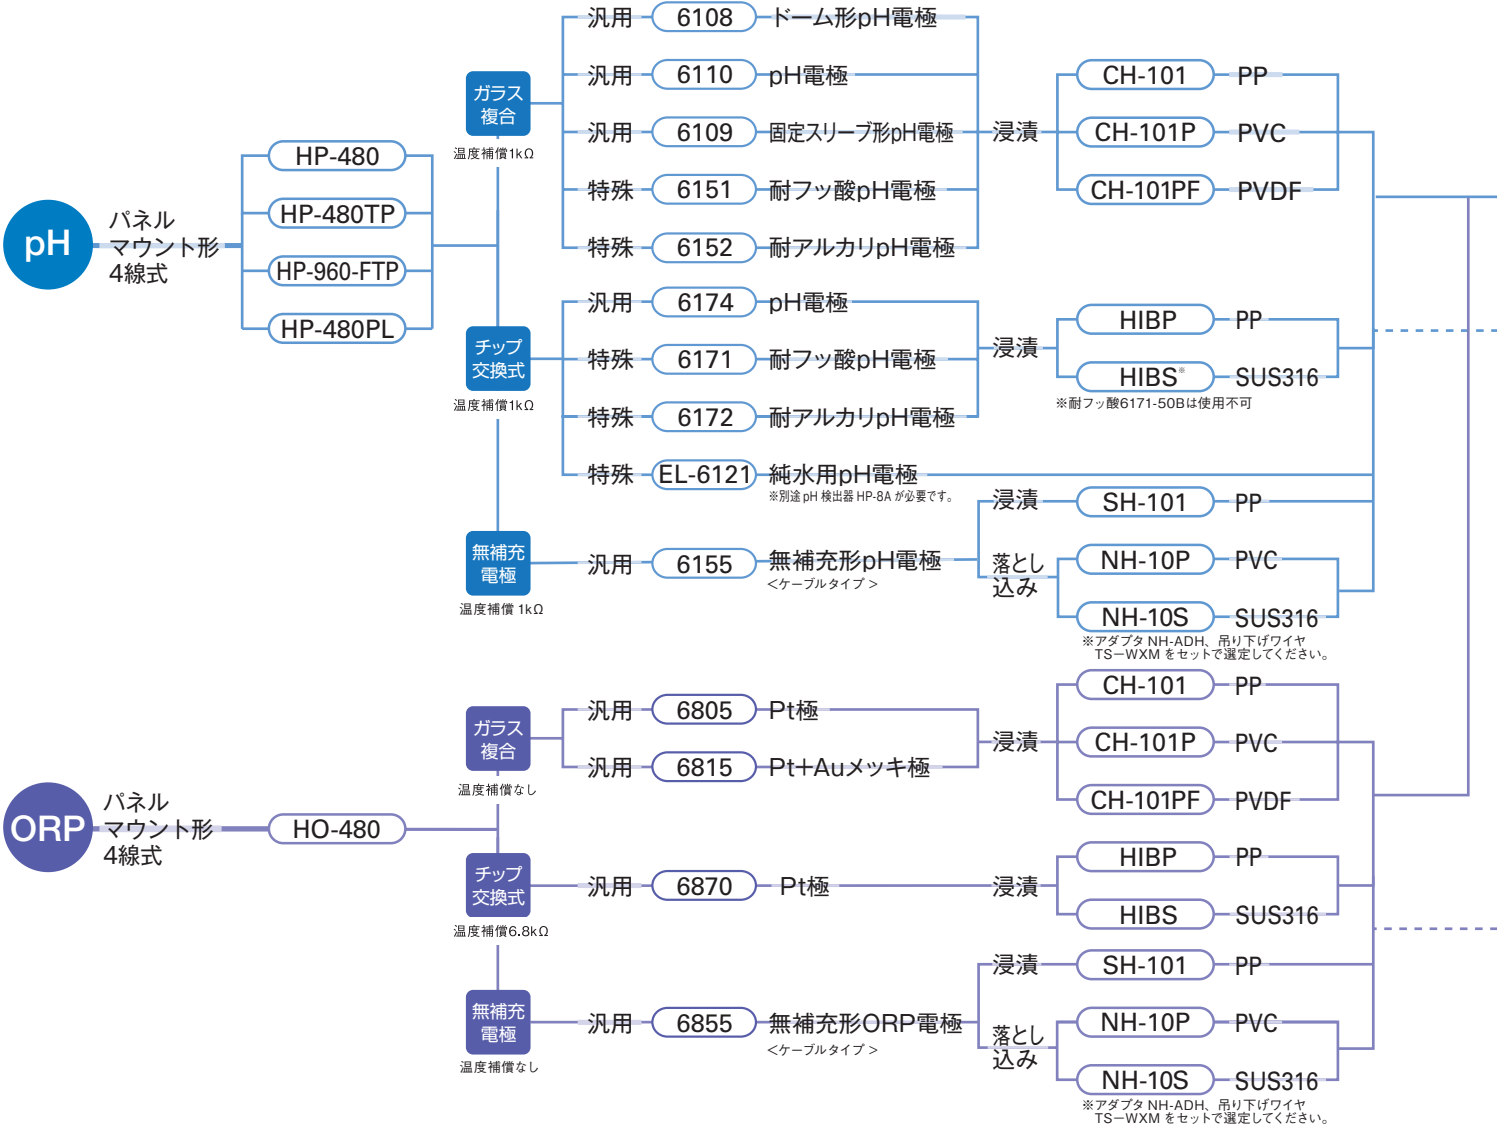 pH
パネル
マウント形
4線式
HP-480
HP-480TP
HP-960-FTP
HP-480PL
ガラス
複合
温度補償1kΩ
汎用 6108 ドーム形pH電極
汎用 6110 pH電極
汎用 6109 固定スリーブ形pH電極
特殊 6151 耐フッ酸pH電極
特殊 6152 耐アルカリpH電極
浸漬
CH-101 PP
CH-101P PVC
CH-101PF PVDF
チップ
交換式
温度補償1kΩ
汎用 6174 pH電極
特殊 6171 耐フッ酸pH電極
特殊 6172 耐アルカリpH電極
特殊 EL-6121 純水用pH電極
※別途 pH 検出器 HP-8A が必要です。
浸漬
HIBP PP
HIBS※ SUS316
※耐フッ酸6171-50Bは使用不可
無補充
電極
温度補償 1kΩ
汎用 6155 無補充形pH電極
<ケーブルタイプ >
浸漬 SH-101 PP
落とし
込み
NH-10P PVC
NH-10S SUS316
※アダプタ NH-ADH、吊り下げワイヤ
TS－WXM をセットで選定してください。
ORP
パネル
マウント形
4線式
HO-480
ガラス
複合
温度補償なし
汎用 6805 Pt極
汎用 6815 Pt+Auメッキ極
浸漬
CH-101 PP
CH-101P PVC
CH-101PF PVDF
チップ
交換式
温度補償6.8kΩ
汎用 6870 Pt極
浸漬
HIBP PP
HIBS SUS316
無補充
電極
温度補償なし
汎用 6855 無補充形ORP電極
<ケーブルタイプ >
浸漬 SH-101 PP
落とし
込み
NH-10P PVC
NH-10S SUS316
※アダプタ NH-ADH、吊り下げワイヤ
TS－WXM をセットで選定してください。